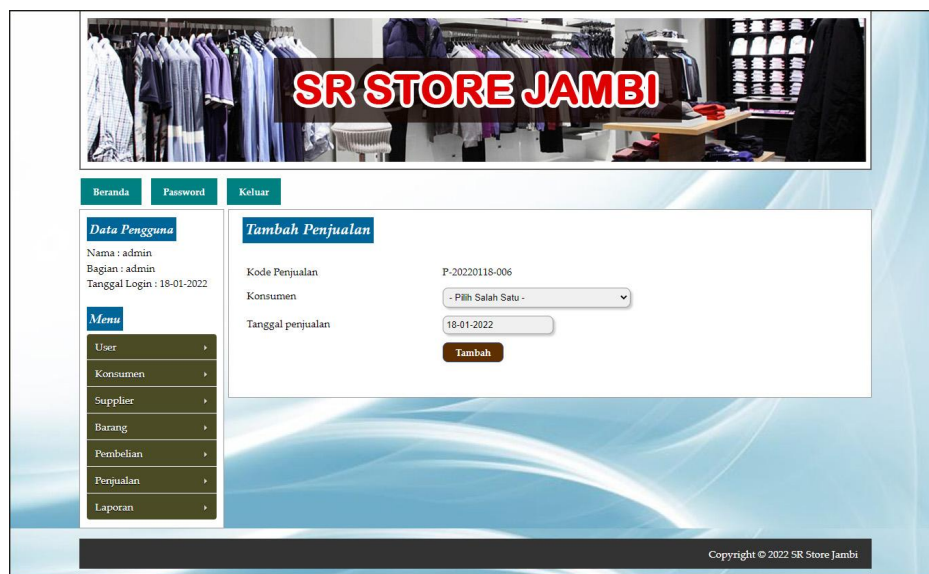 SR STORE JAMBI
Beranda Password Keluar
Data Pengguna
Nama : admin
Bagian : admin
Tanggal Login : 18-01-2022
Menu
User
Konsumen
Supplier
Barang
Pembelian
Penjualan
Laporan
Tambah Penjualan
Kode Penjualan P-20220118-006
Konsumen - Pilih Salah Satu -
Tanggal penjualan 18-01-2022
Tambah
Copyright © 2022 SR Store Jambi